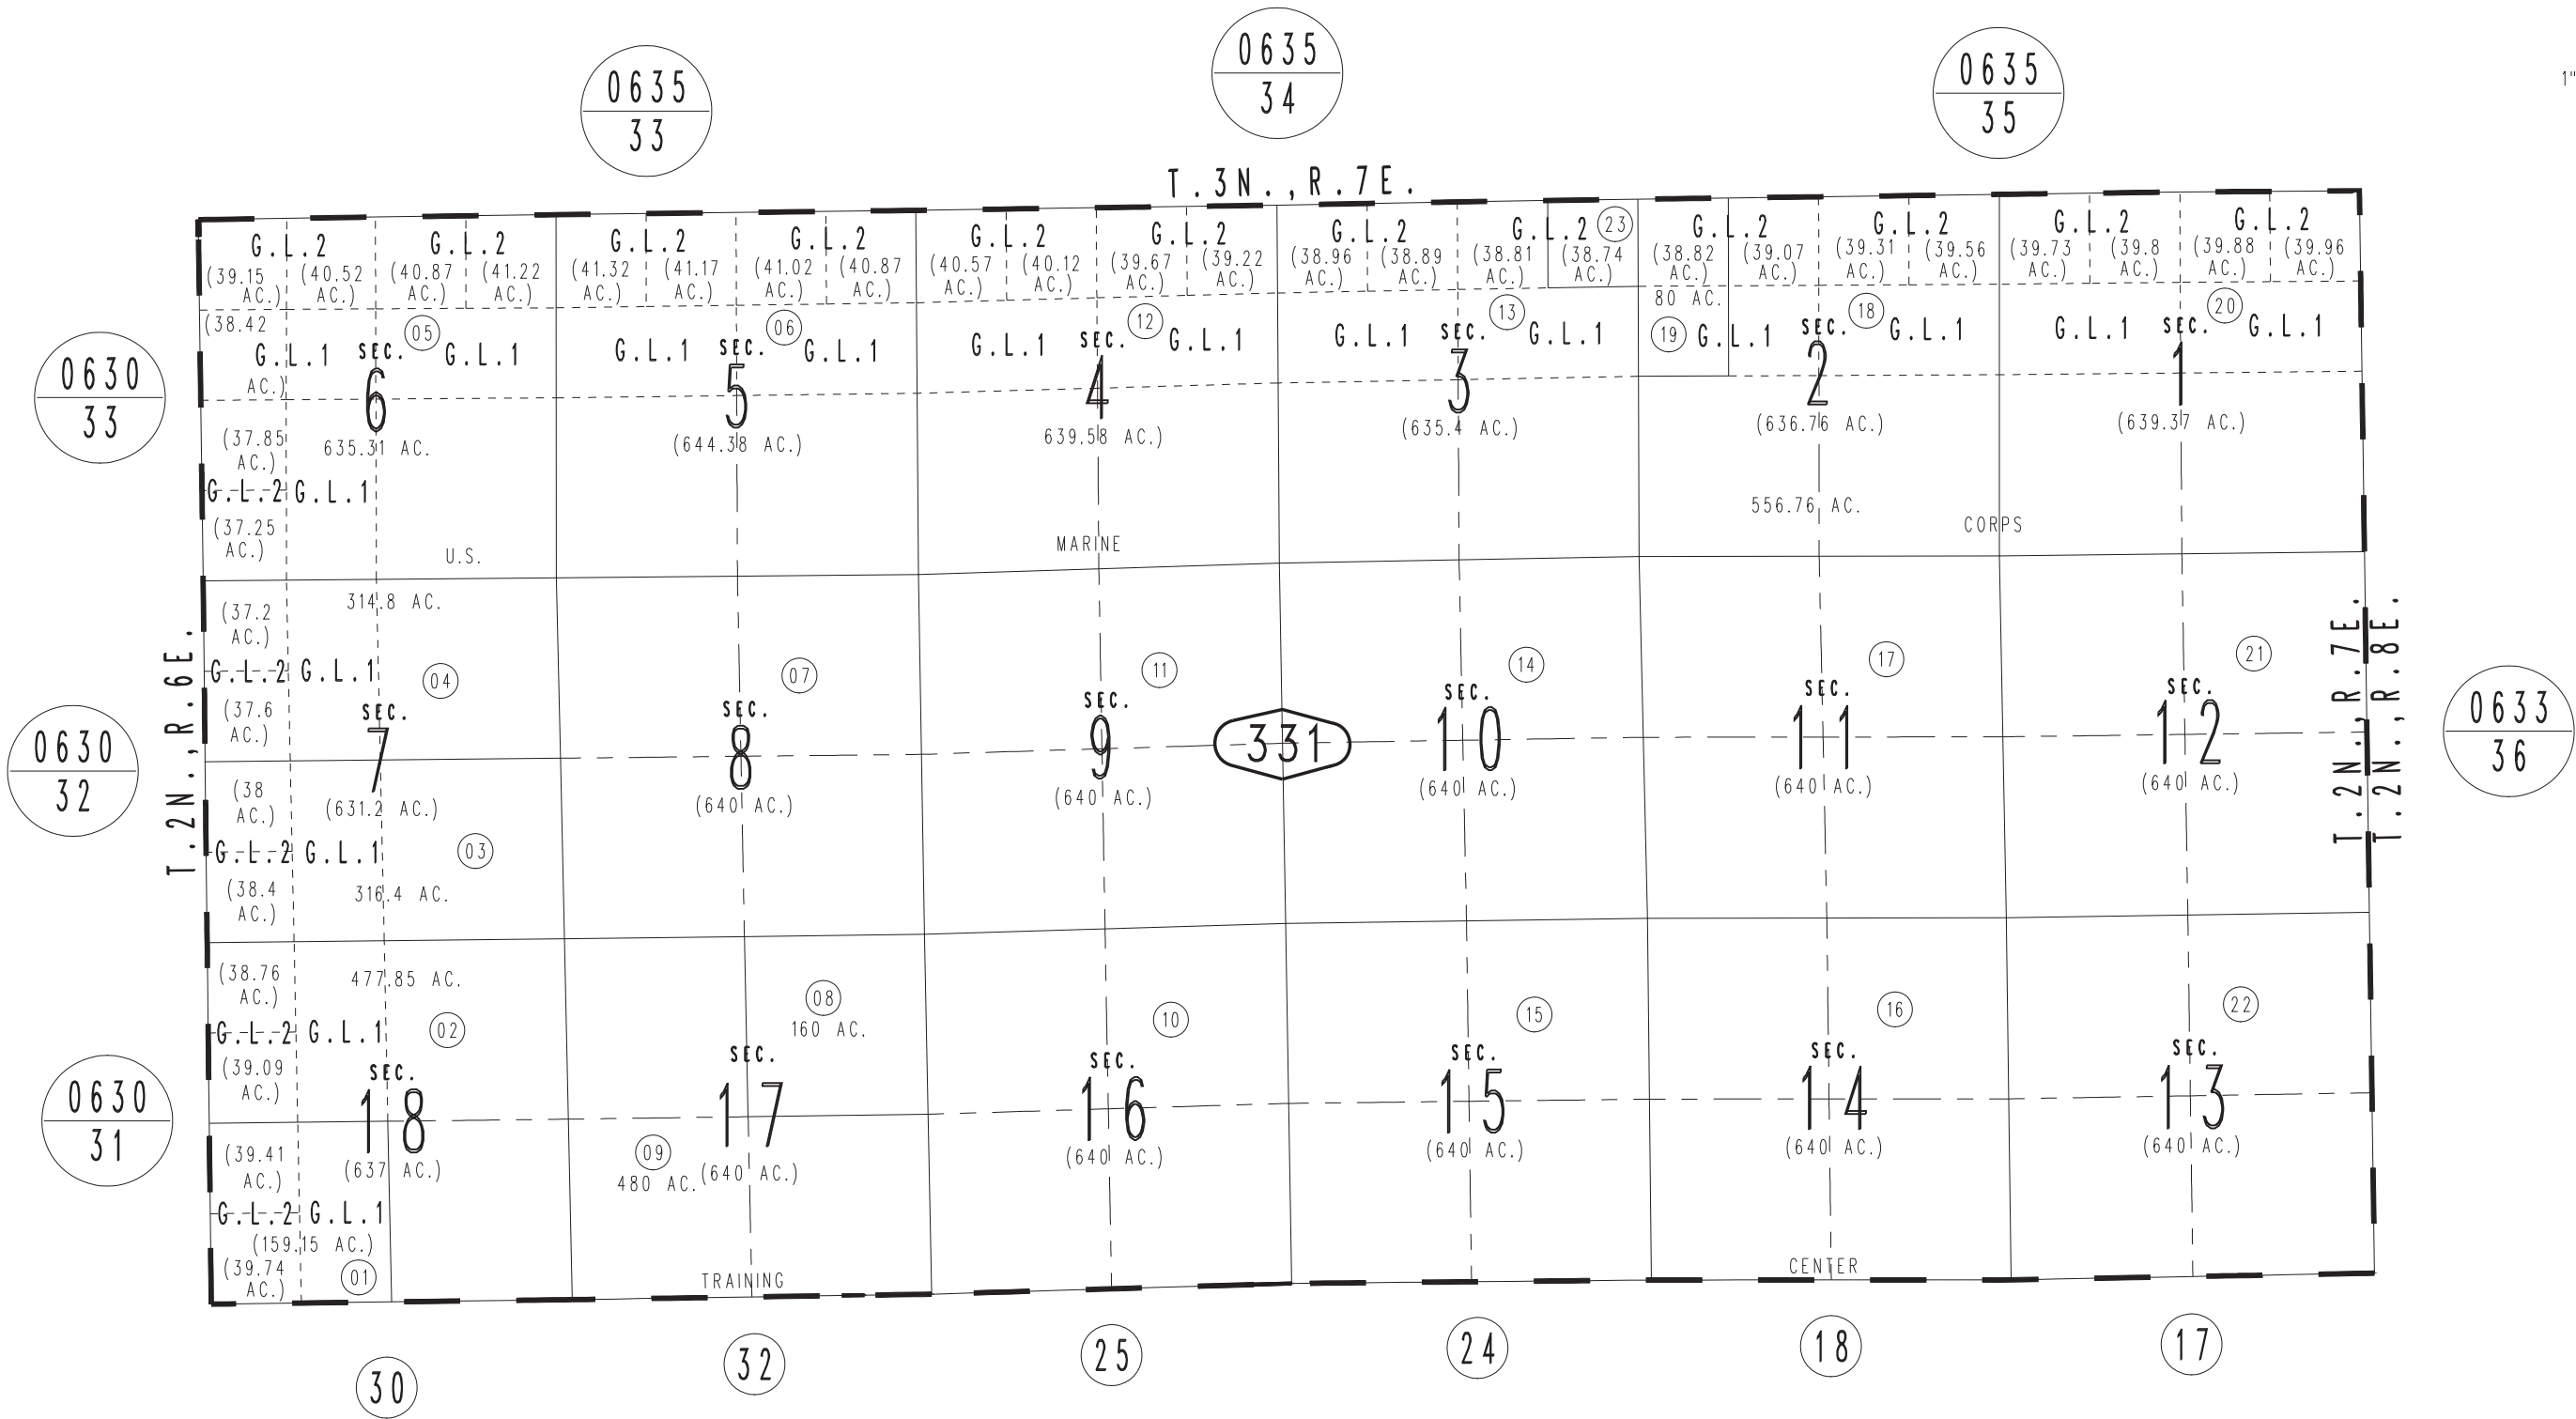 0635
33
0635
34
0635
35
1"
T.3N.,R.7E.
G.L.2
G.L.2
G.L.2
G.L.2
G.L.2
G.L.2
G.L.2
G.L.2
23
G.L.2
G.L.2
G.L.2
G.L.2
(39.15
AC.)
(40.52
AC.)
(40.87
AC.)
(41.22
AC.)
(41.32
AC.)
(41.17
AC.)
(41.02
AC.)
(40.87
AC.)
(40.57
AC.)
(40.12
AC.)
(39.67
AC.)
(39.22
AC.)
(38.96
AC.)
(38.89
AC.)
(38.81
AC.)
(38.74
AC.)
(38.82
AC.)
(39.07
AC.)
(39.31
AC.)
(39.56
AC.)
(39.73
AC.)
(39.8
AC.)
(39.88
AC.)
(39.96
AC.)
0630
33
(38.42
AC.)
G.L.1
SEC.
6
05
G.L.1
635.31 AC.
G.L.1
SEC.
5
06
G.L.1
(644.38 AC.)
G.L.1
SEC.
4
12
G.L.1
639.58 AC.)
G.L.1
SEC.
3
13
G.L.1
(635.4 AC.)
80 AC.
19
G.L.1
SEC.
2
18
G.L.1
(636.76 AC.)
556.76 AC.
G.L.1
SEC.
1
20
G.L.1
(639.37 AC.)
(37.85
AC.)
G.L.2
G.L.1
(37.25
AC.)
U.S.
MARINE
CORPS
T.2N.,R.6E.
0630
32
(37.2
AC.)
314.8 AC.
G.L.2
G.L.1
04
(37.6
AC.)
SEC.
7
(631.2 AC.)
(38
AC.)
G.L.2
G.L.1
03
(38.4
AC.)
316.4 AC.
07
SEC.
8
(640 AC.)
11
SEC.
9
(640 AC.)
331
14
SEC.
10
(640 AC.)
17
SEC.
11
(640 AC.)
21
SEC.
12
(640 AC.)
T.2N.,R.7E.
T.2N.,R.8E.
0633
36
0630
31
(38.76
AC.)
477.85 AC.
G.L.2
G.L.1
02
(39.09
AC.)
SEC.
18
(637 AC.)
(39.41
AC.)
G.L.2
G.L.1
(159.15 AC.)
(39.74
AC.)
01
08
160 AC.
SEC.
17
09
480 AC.
(640 AC.)
TRAINING
10
SEC.
16
(640 AC.)
15
SEC.
15
(640 AC.)
16
SEC.
14
(640 AC.)
CENTER
22
SEC.
13
(640 AC.)
30
32
25
24
18
17